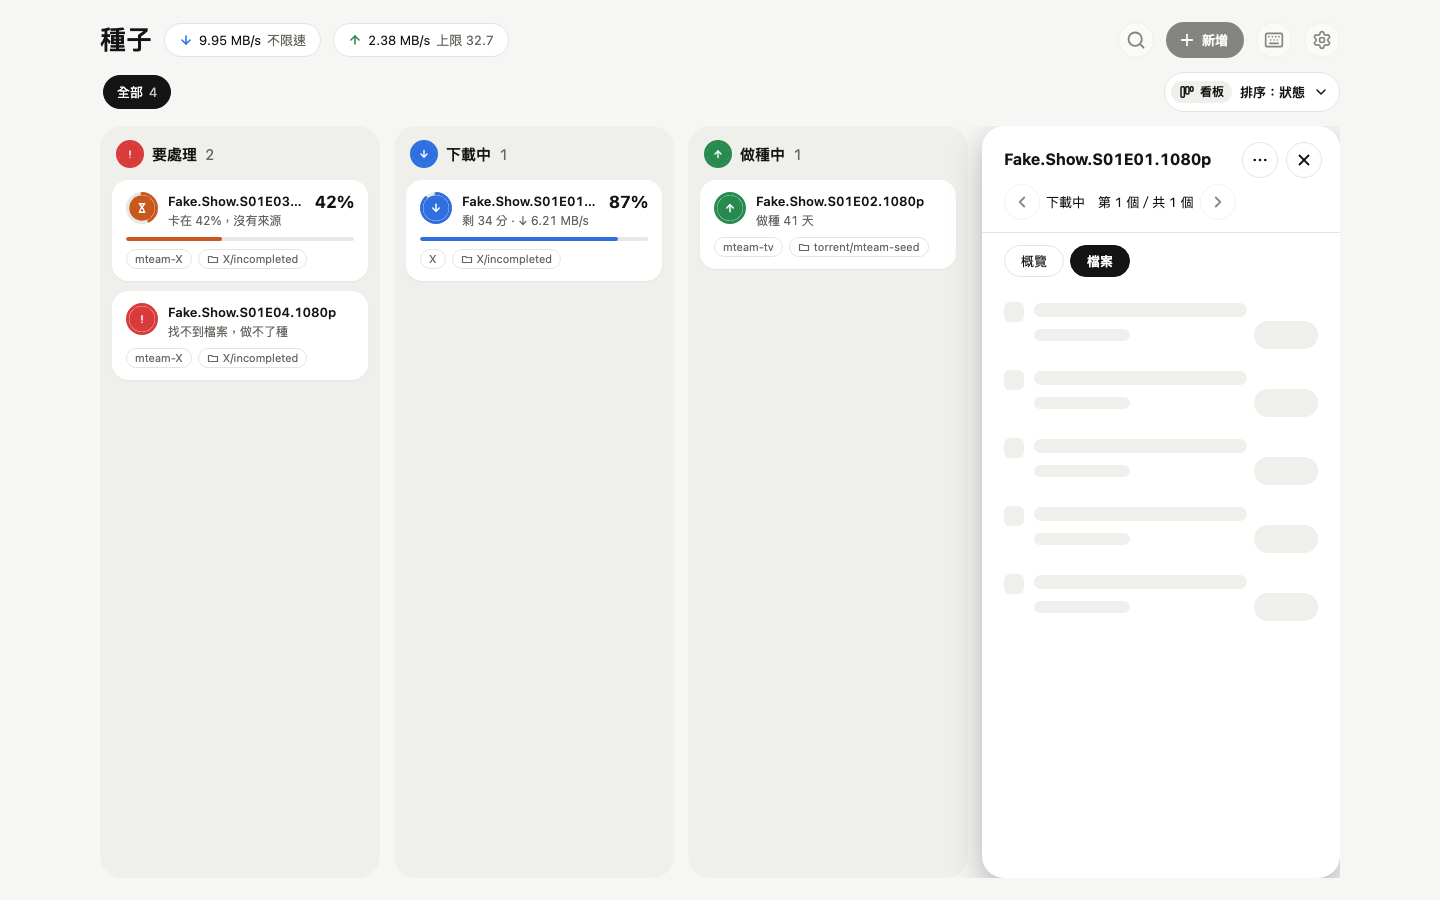 種子
9.95 MB/s 不限速
2.38 MB/s 上限 32.7
新增
全部 4
看板 排序：狀態
要處理 2
Fake.Show.S01E03... 42%
卡在 42%，沒有來源
mteam-X X/incompleted
Fake.Show.S01E04.1080p
找不到檔案，做不了種
mteam-X X/incompleted
下載中 1
Fake.Show.S01E01... 87%
剩 34 分 · ↓ 6.21 MB/s
X X/incompleted
做種中 1
Fake.Show.S01E02.1080p
做種 41 天
mteam-tv torrent/mteam-seed
Fake.Show.S01E01.1080p
下載中 第 1 個 / 共 1 個
概覽 檔案